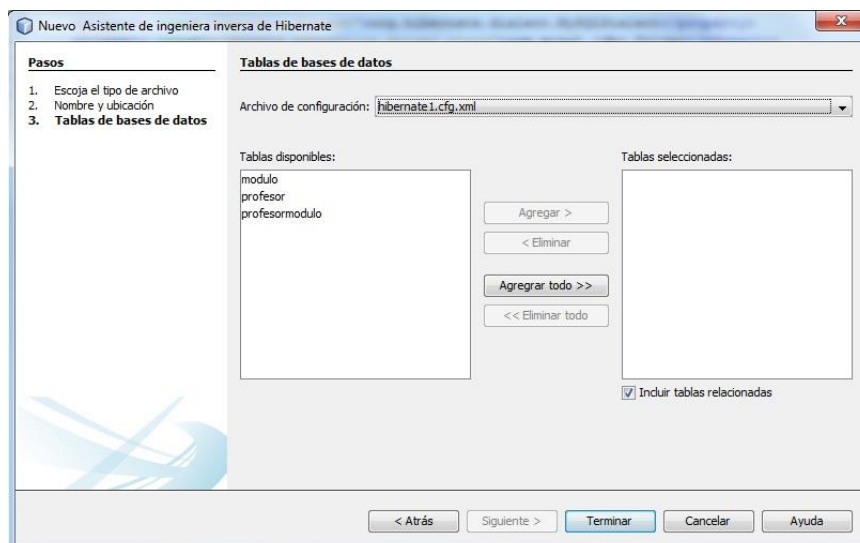 Nuevo Asistente de ingeniera inversa de Hibernate
Pasos
1. Escoja el tipo de archivo
2. Nombre y ubicación
3. Tablas de bases de datos
Tablas de bases de datos
Archivo de configuración: hibernate1.cfg.xml
Tablas disponibles:
modulo
profesor
profesormodulo
Agregar >
< Eliminar
Agregrar todo >>
<< Eliminar todo
Tablas seleccionadas:
Incluir tablas relacionadas
< Atrás
Siguiente >
Terminar
Cancelar
Ayuda